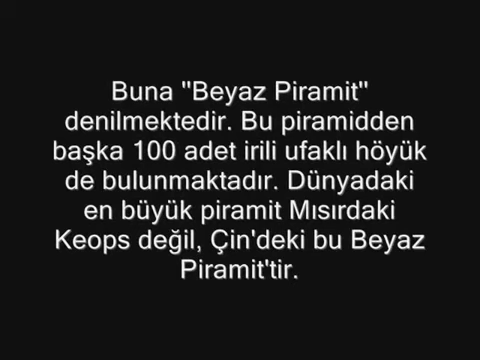 Buna "Beyaz Piramit"
denilmektedir. Bu piramidden
başka 100 adet irili ufaklı höyük
de bulunmaktadır. Dünyadaki
en büyük piramit Mısırdaki
Keops değil, Çin'deki bu Beyaz
Piramit'tir.